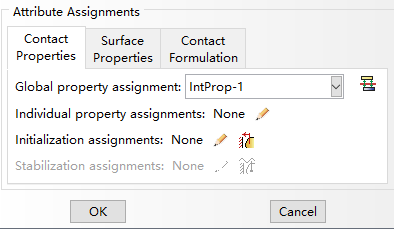 Attribute Assignments
Contact Properties
Surface Properties
Contact Formulation
Global property assignment: IntProp-1
Individual property assignments: None
Initialization assignments: None
Stabilization assignments: None
OK
Cancel